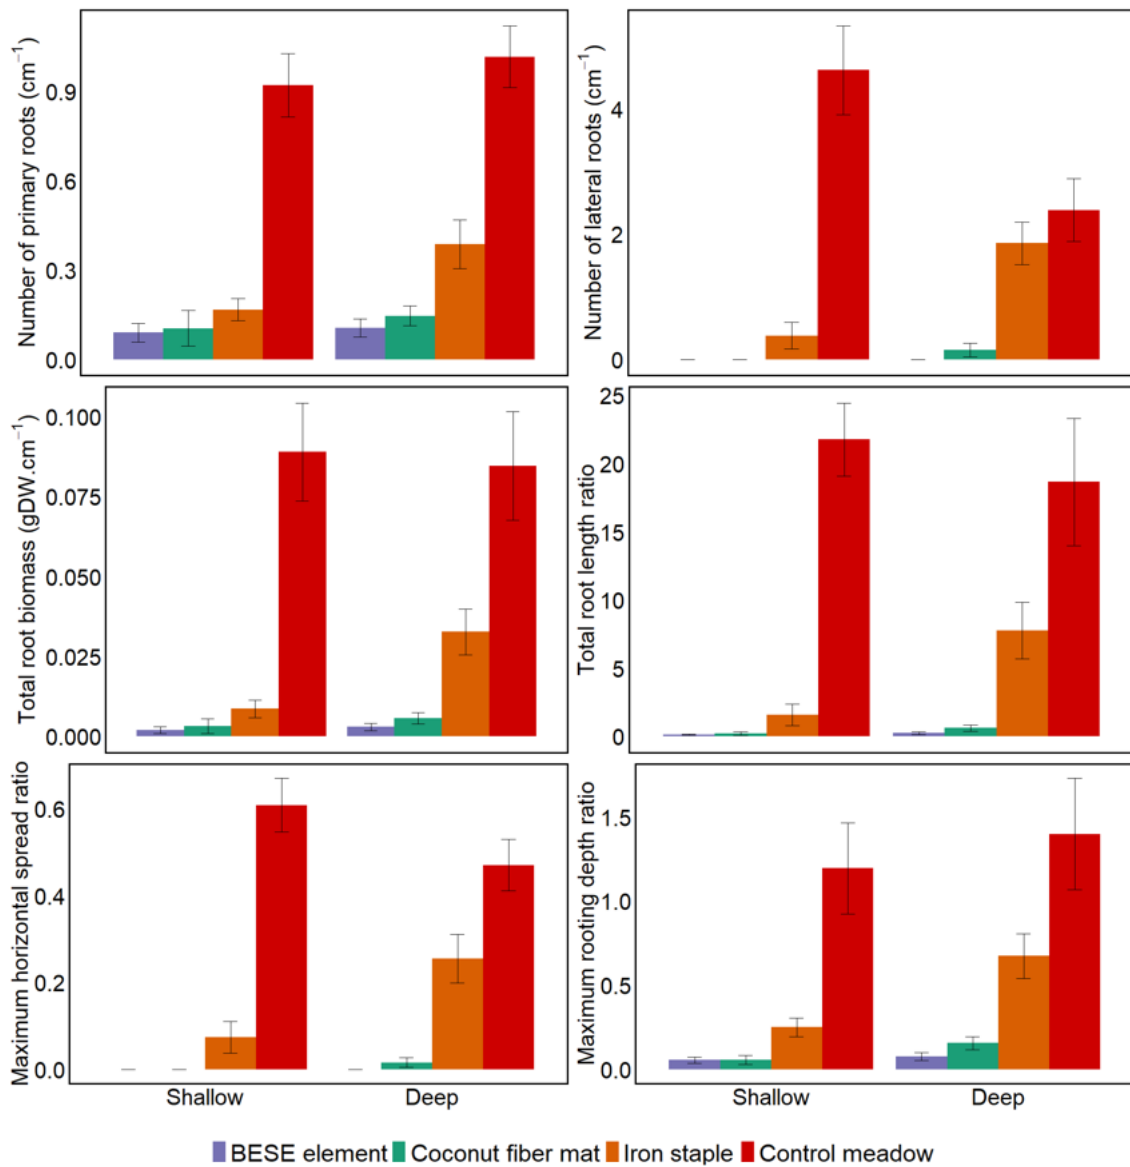 Number of primary roots (cm⁻¹)
0.9
0.6
0.3
0.0
Number of lateral roots (cm⁻¹)
4
2
0
Total root biomass (gDW.cm⁻¹)
0.100
0.075
0.050
0.025
0.000
Total root length ratio
25
20
15
10
5
0
Maximum horizontal spread ratio
0.6
0.4
0.2
0.0
Shallow Deep
Maximum rooting depth ratio
1.5
1.0
0.5
0.0
Shallow Deep
BESE element Coconut fiber mat Iron staple Control meadow